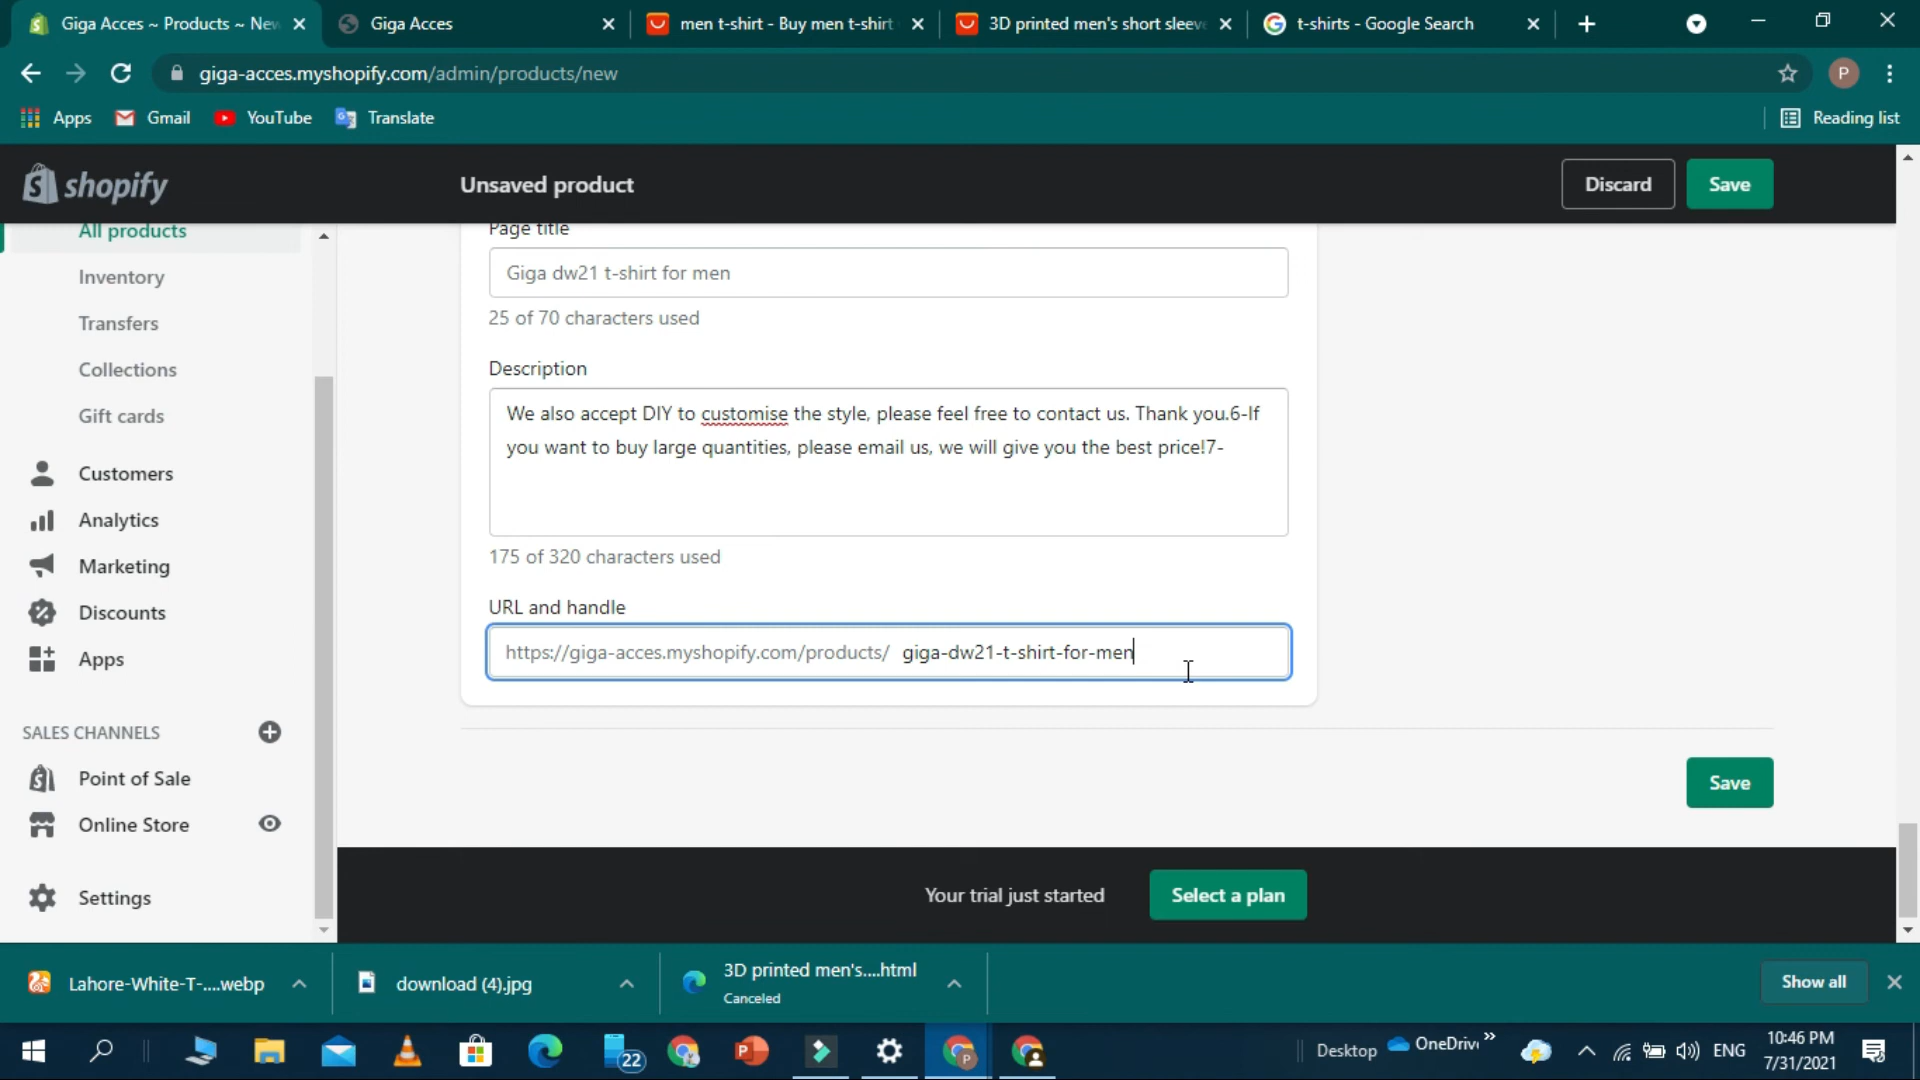 Giga Acces ~ Products ~ New
Giga Acces
men t-shirt - Buy men t-shirt
3D printed men's short sleeve
t-shirts - Google Search
giga-acces.myshopify.com/admin/products/new
P
Apps
Gmail
YouTube
Translate
Reading list
shopify
Unsaved product
Discard
Save
All products
Inventory
Transfers
Collections
Gift cards
Customers
Analytics
Marketing
Discounts
Apps
SALES CHANNELS
Point of Sale
Online Store
Settings
Page title
Giga dw21 t-shirt for men
25 of 70 characters used
Description
We also accept DIY to customise the style, please feel free to contact us. Thank you.6-If
you want to buy large quantities, please email us, we will give you the best price!7-
175 of 320 characters used
URL and handle
https://giga-acces.myshopify.com/products/ giga-dw21-t-shirt-for-men
Save
Your trial just started
Select a plan
Lahore-White-T-....webp
download (4).jpg
3D printed men's....html
Canceled
Show all
22
Desktop
OneDriv
ENG
10:46 PM
7/31/2021